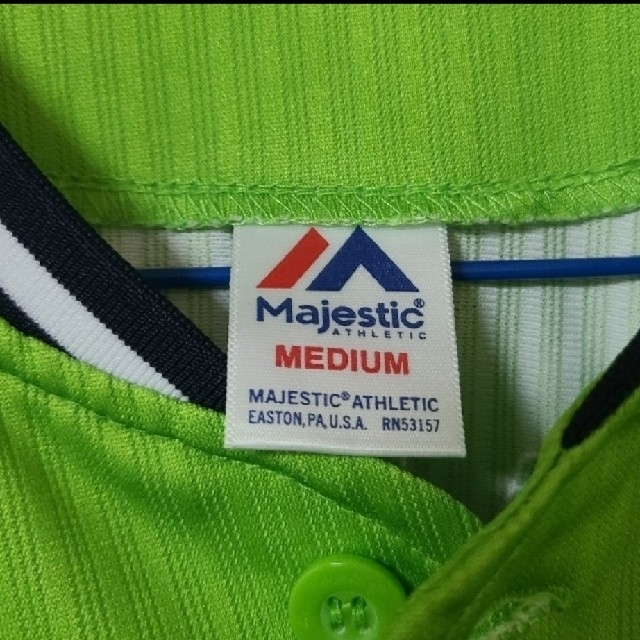 Majestic®
ATHLETIC
MEDIUM
MAJESTIC® ATHLETIC
EASTON, PA, U.S.A. RN53157